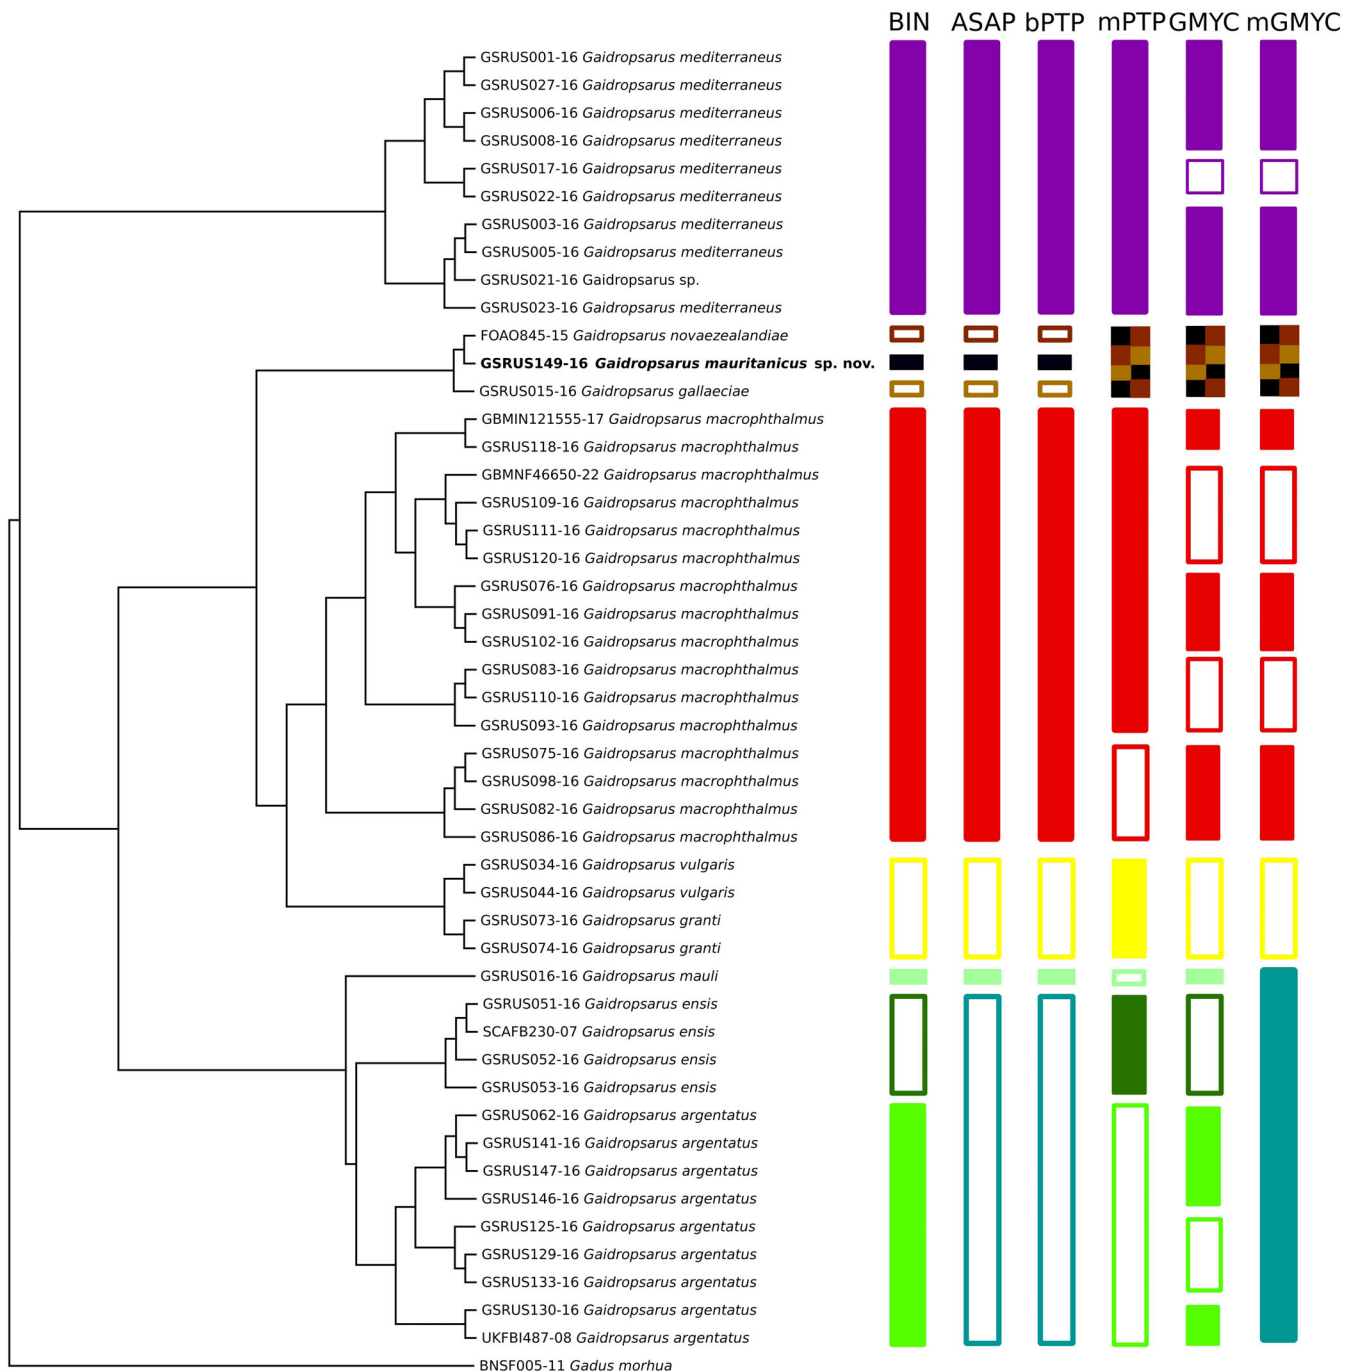 BIN ASAP bPTP mPTP GMYC mGMYC
GSRUS001-16 Gaidropsarus mediterraneus
GSRUS027-16 Gaidropsarus mediterraneus
GSRUS006-16 Gaidropsarus mediterraneus
GSRUS008-16 Gaidropsarus mediterraneus
GSRUS017-16 Gaidropsarus mediterraneus
GSRUS022-16 Gaidropsarus mediterraneus
GSRUS003-16 Gaidropsarus mediterraneus
GSRUS005-16 Gaidropsarus mediterraneus
GSRUS021-16 Gaidropsarus sp.
GSRUS023-16 Gaidropsarus mediterraneus
FOAO845-15 Gaidropsarus novaezealandiae
GSRUS149-16 Gaidropsarus mauritanicus sp. nov.
GSRUS015-16 Gaidropsarus gallaeciae
GBMIN121555-17 Gaidropsarus macrophthalmus
GSRUS118-16 Gaidropsarus macrophthalmus
GBMNF46650-22 Gaidropsarus macrophthalmus
GSRUS109-16 Gaidropsarus macrophthalmus
GSRUS111-16 Gaidropsarus macrophthalmus
GSRUS120-16 Gaidropsarus macrophthalmus
GSRUS076-16 Gaidropsarus macrophthalmus
GSRUS091-16 Gaidropsarus macrophthalmus
GSRUS102-16 Gaidropsarus macrophthalmus
GSRUS083-16 Gaidropsarus macrophthalmus
GSRUS110-16 Gaidropsarus macrophthalmus
GSRUS093-16 Gaidropsarus macrophthalmus
GSRUS075-16 Gaidropsarus macrophthalmus
GSRUS098-16 Gaidropsarus macrophthalmus
GSRUS082-16 Gaidropsarus macrophthalmus
GSRUS086-16 Gaidropsarus macrophthalmus
GSRUS034-16 Gaidropsarus vulgaris
GSRUS044-16 Gaidropsarus vulgaris
GSRUS073-16 Gaidropsarus granti
GSRUS074-16 Gaidropsarus granti
GSRUS016-16 Gaidropsarus mauli
GSRUS051-16 Gaidropsarus ensis
SCAFB230-07 Gaidropsarus ensis
GSRUS052-16 Gaidropsarus ensis
GSRUS053-16 Gaidropsarus ensis
GSRUS062-16 Gaidropsarus argentatus
GSRUS141-16 Gaidropsarus argentatus
GSRUS147-16 Gaidropsarus argentatus
GSRUS146-16 Gaidropsarus argentatus
GSRUS125-16 Gaidropsarus argentatus
GSRUS129-16 Gaidropsarus argentatus
GSRUS133-16 Gaidropsarus argentatus
GSRUS130-16 Gaidropsarus argentatus
UKFBI487-08 Gaidropsarus argentatus
BNSF005-11 Gadus morhua